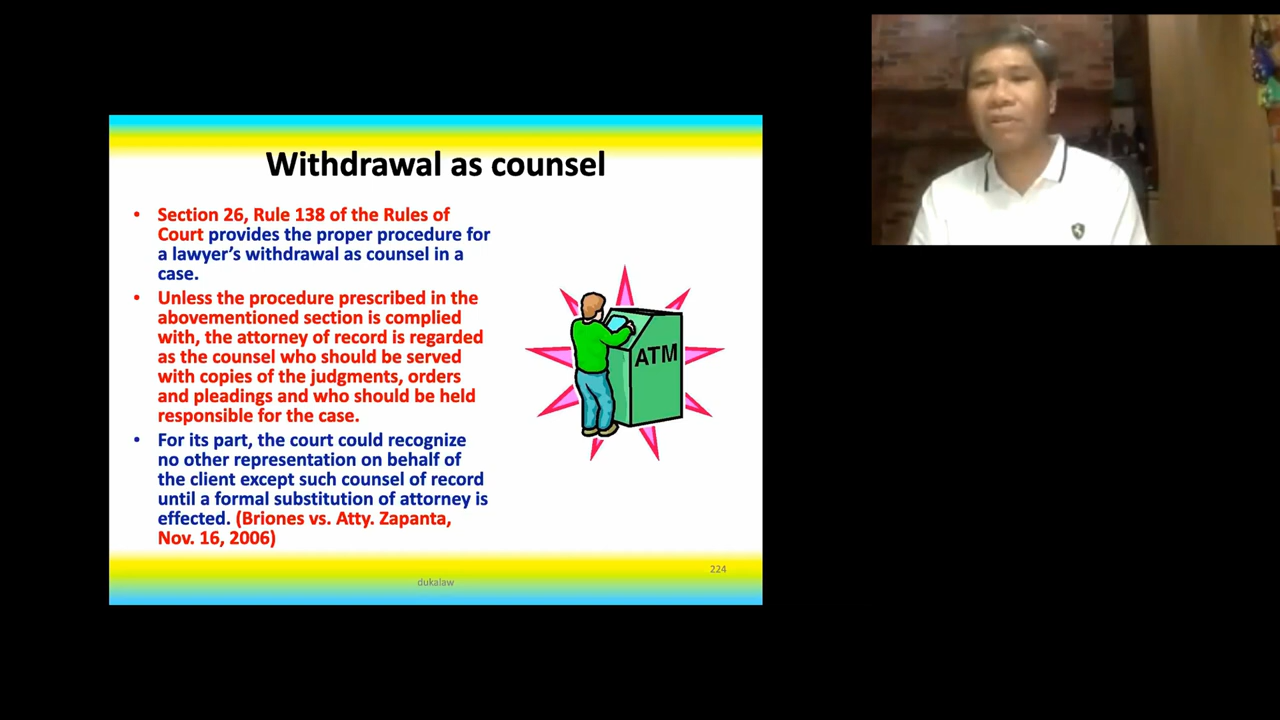 Withdrawal as counsel
• Section 26, Rule 138 of the Rules of
Court provides the proper procedure for
a lawyer's withdrawal as counsel in a
case.
• Unless the procedure prescribed in the
abovementioned section is complied
with, the attorney of record is regarded
as the counsel who should be served
with copies of the judgments, orders
and pleadings and who should be held
responsible for the case.
• For its part, the court could recognize
no other representation on behalf of
the client except such counsel of record
until a formal substitution of attorney is
effected. (Briones vs. Atty. Zapanta,
Nov. 16, 2006)
ATM
224
dukalaw